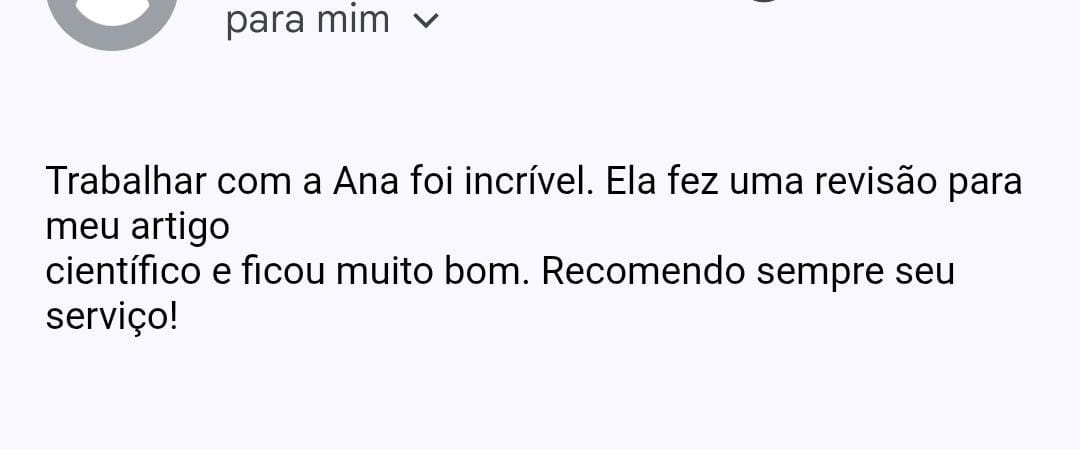 para mim
Trabalhar com a Ana foi incrível. Ela fez uma revisão para
meu artigo
científico e ficou muito bom. Recomendo sempre seu
serviço!